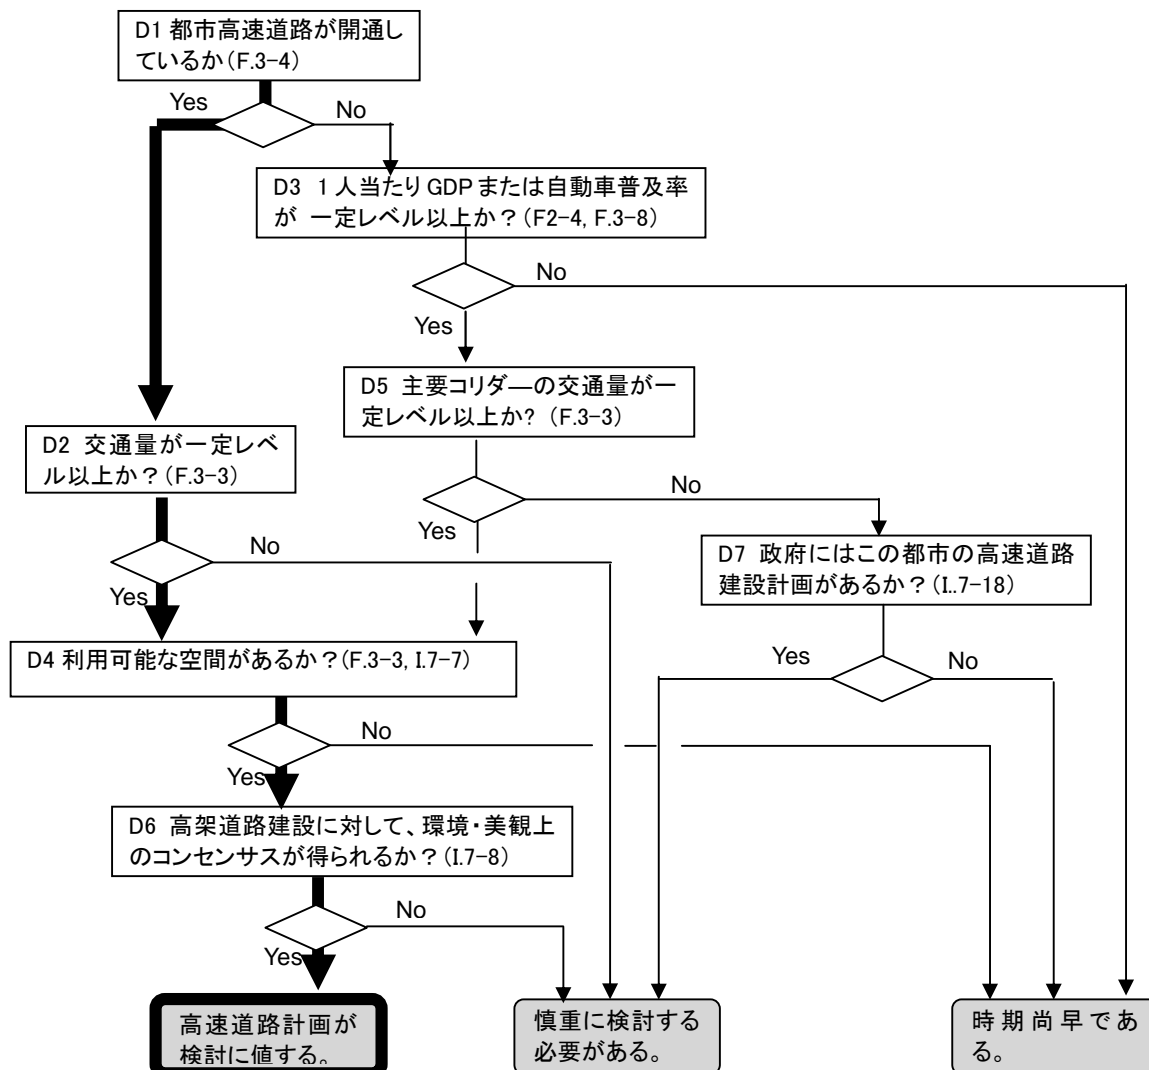 D1 都市高速道路が開通し
ているか(F.3-4)
Yes
No
D3 1人当たり GDP または自動車普及率
が 一定レベル以上か？(F2-4, F.3-8)
No
Yes
D5 主要コリダ―の交通量が一
定レベル以上か? (F.3-3)
D2 交通量が一定レベ
ル以上か？(F.3-3)
No
Yes
D7 政府にはこの都市の高速道路
建設計画があるか？(I..7-18)
No
Yes
D4 利用可能な空間があるか？(F.3-3, I.7-7)
Yes
No
No
Yes
D6 高架道路建設に対して、環境・美観上
のコンセンサスが得られるか？(I.7-8)
No
Yes
高速道路計画が
検討に値する。
慎重に検討する
必要がある。
時期尚早であ
る。